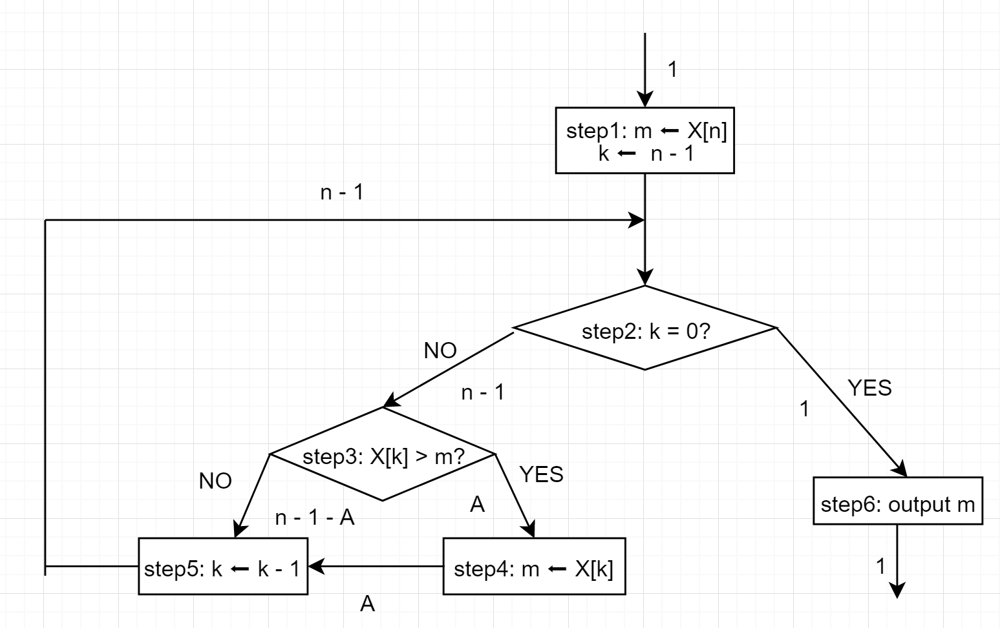 1
step1: m ← X[n]
k ← n - 1
n - 1
step2: k = 0?
NO
n - 1
YES
1
step3: X[k] > m?
NO
n - 1 - A
YES
A
step5: k ← k - 1
A
step4: m ← X[k]
step6: output m
1